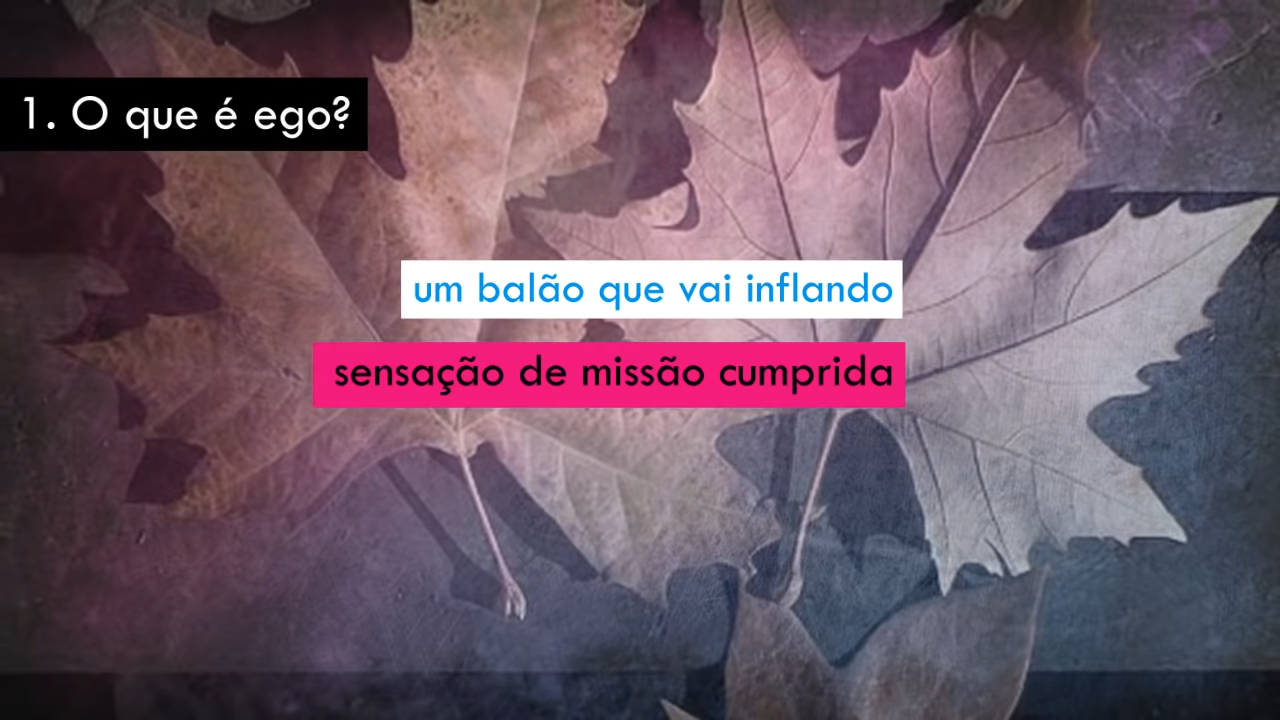 1. O que é ego?
um balão que vai inflando
sensação de missão cumprida